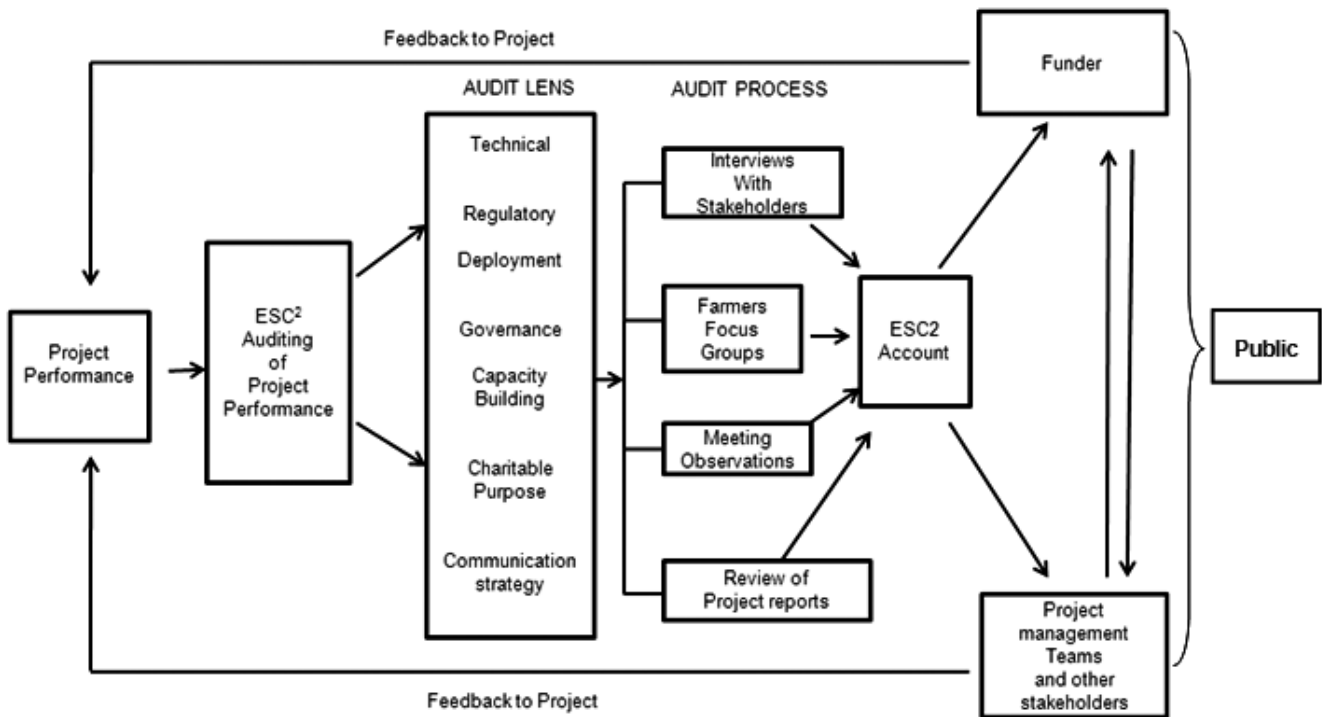 Feedback to Project
AUDIT LENS
AUDIT PROCESS
Funder
Technical
Regulatory
Deployment
Governance
Capacity
Building
Charitable
Purpose
Communication
strategy
Interviews
With
Stakeholders
Farmers
Focus
Groups
Meeting
Observations
Review of
Project reports
Project
Performance
ESC²
Auditing
of
Project
Performance
ESC2
Account
Public
Project
management
Teams
and other
stakeholders
Feedback to Project